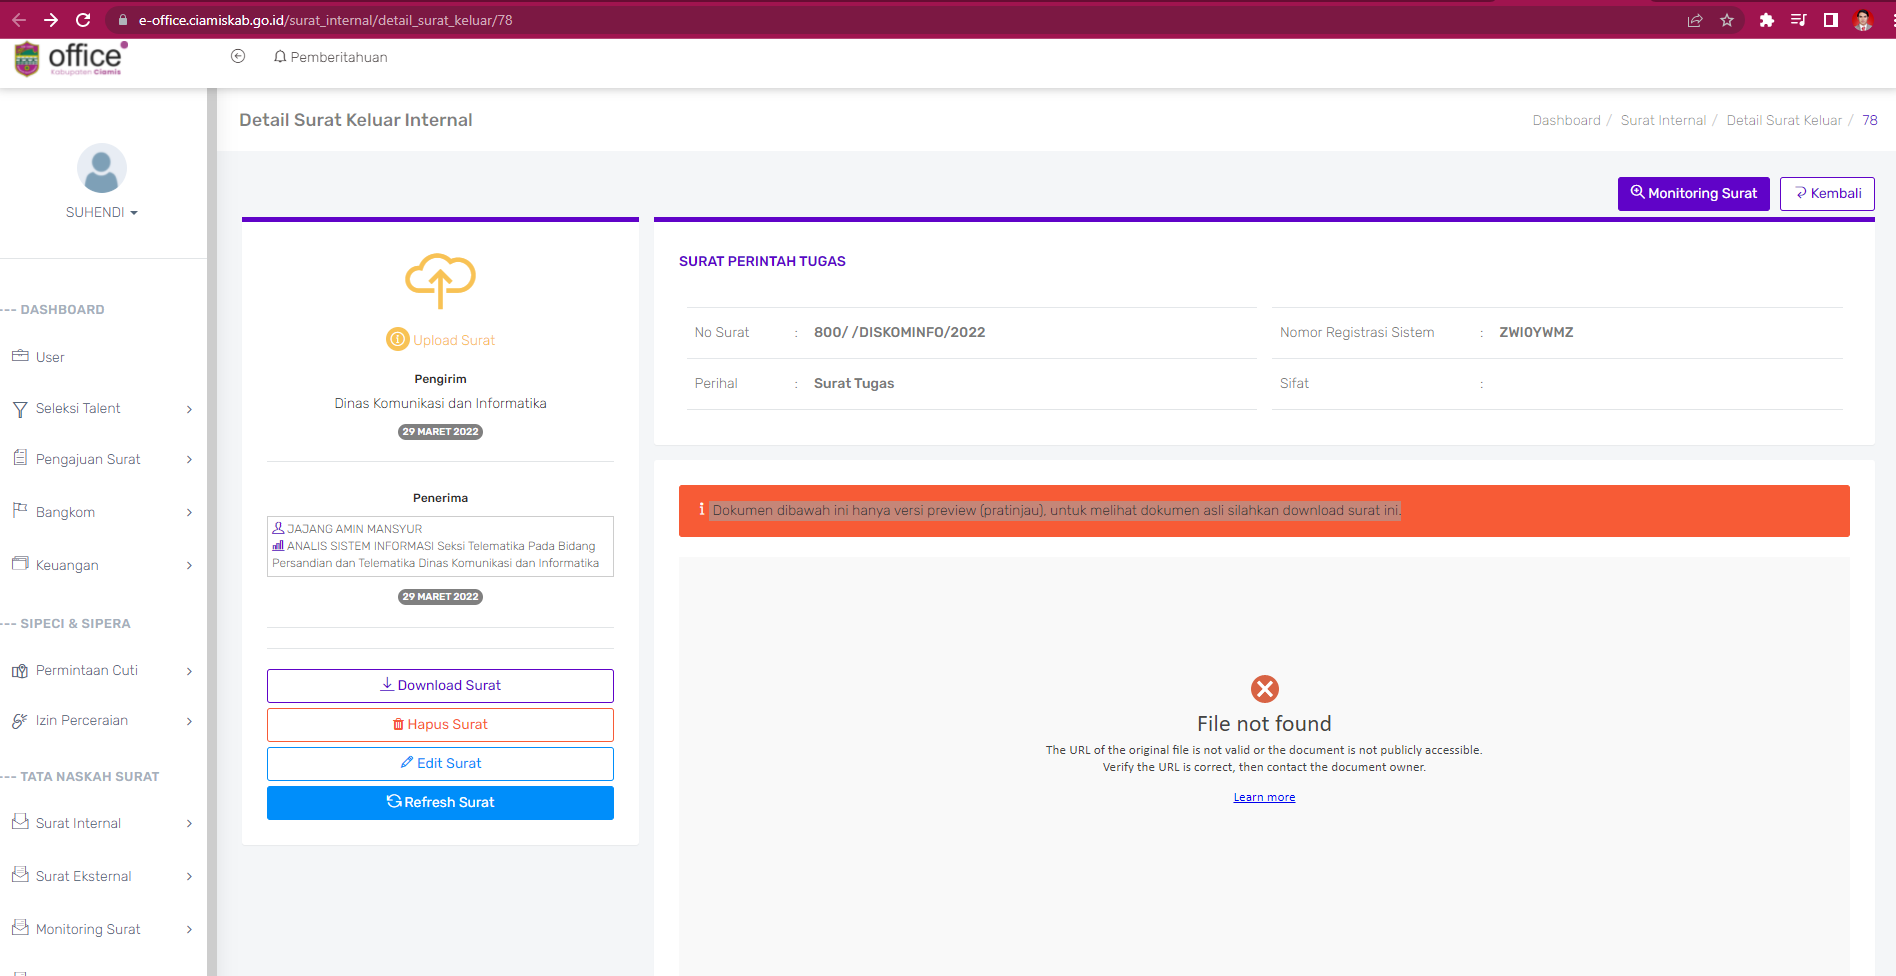 e-office.ciamiskab.go.id/surat_internal/detail_surat_keluar/78
office
Kabupaten Ciamis
Pemberitahuan
Detail Surat Keluar Internal
Dashboard / Surat Internal / Detail Surat Keluar / 78
SUHENDI
Monitoring Surat
Kembali
--- DASHBOARD
User
Seleksi Talent
Pengajuan Surat
Bangkom
Keuangan
--- SIPECI & SIPERA
Permintaan Cuti
Izin Perceraian
--- TATA NASKAH SURAT
Surat Internal
Surat Eksternal
Monitoring Surat
Upload Surat
Pengirim
Dinas Komunikasi dan Informatika
29 MARET 2022
Penerima
JAJANG AMIN MANSYUR
ANALIS SISTEM INFORMASI Seksi Telematika Pada Bidang
Persandian dan Telematika Dinas Komunikasi dan Informatika
29 MARET 2022
Download Surat
Hapus Surat
Edit Surat
Refresh Surat
SURAT PERINTAH TUGAS
No Surat : 800/ /DISKOMINFO/2022
Nomor Registrasi Sistem : ZWI0YWMZ
Perihal : Surat Tugas
Sifat :
Dokumen dibawah ini hanya versi preview (pratinjau), untuk melihat dokumen asli silahkan download surat ini.
File not found
The URL of the original file is not valid or the document is not publicly accessible.
Verify the URL is correct, then contact the document owner.
Learn more